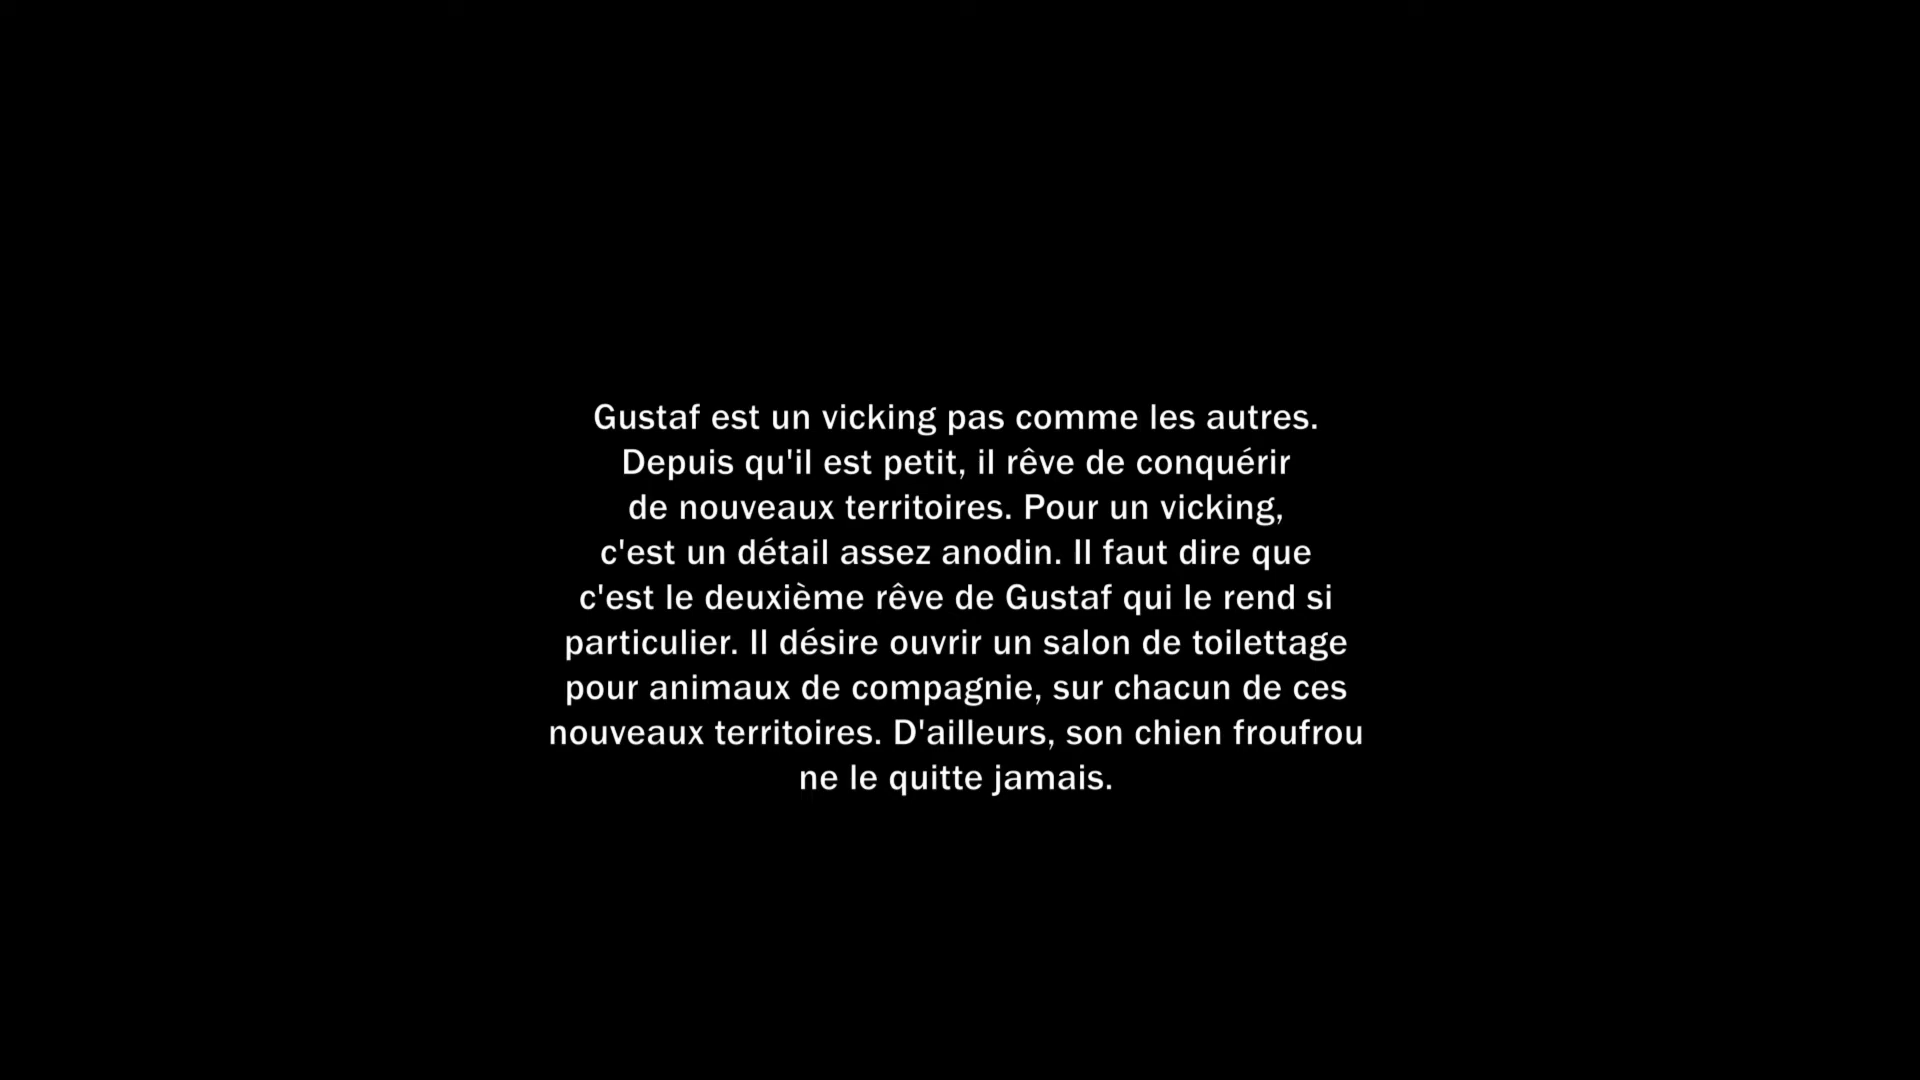 Gustaf est un vicking pas comme les autres.
Depuis qu'il est petit, il rêve de conquérir
de nouveaux territoires. Pour un vicking,
c'est un détail assez anodin. Il faut dire que
c'est le deuxième rêve de Gustaf qui le rend si
particulier. Il désire ouvrir un salon de toilettage
pour animaux de compagnie, sur chacun de ces
nouveaux territoires. D'ailleurs, son chien froufrou
ne le quitte jamais.